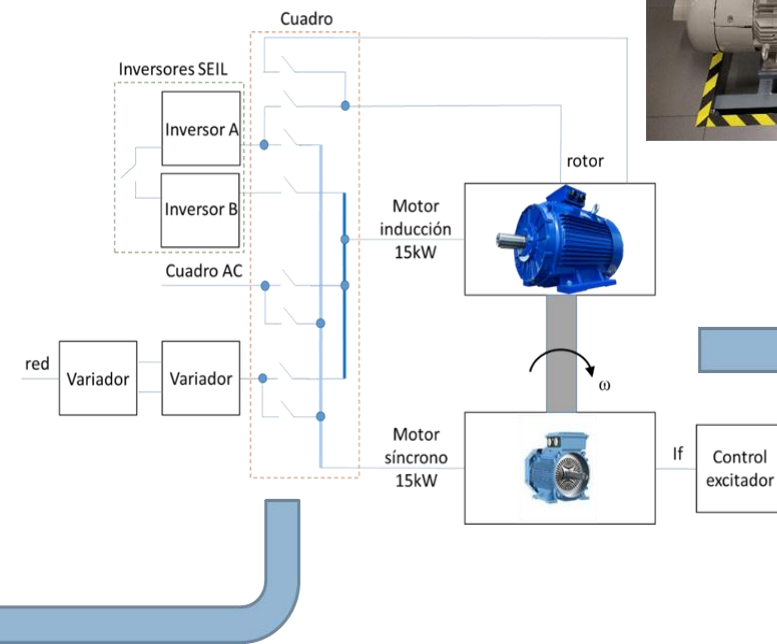 Cuadro
Inversores SEIL
Inversor A
rotor
Inversor B
Motor
inducción
15kW
Cuadro AC
red
Variador
Variador
ω
Motor
síncrono
15kW
If
Control
excitador